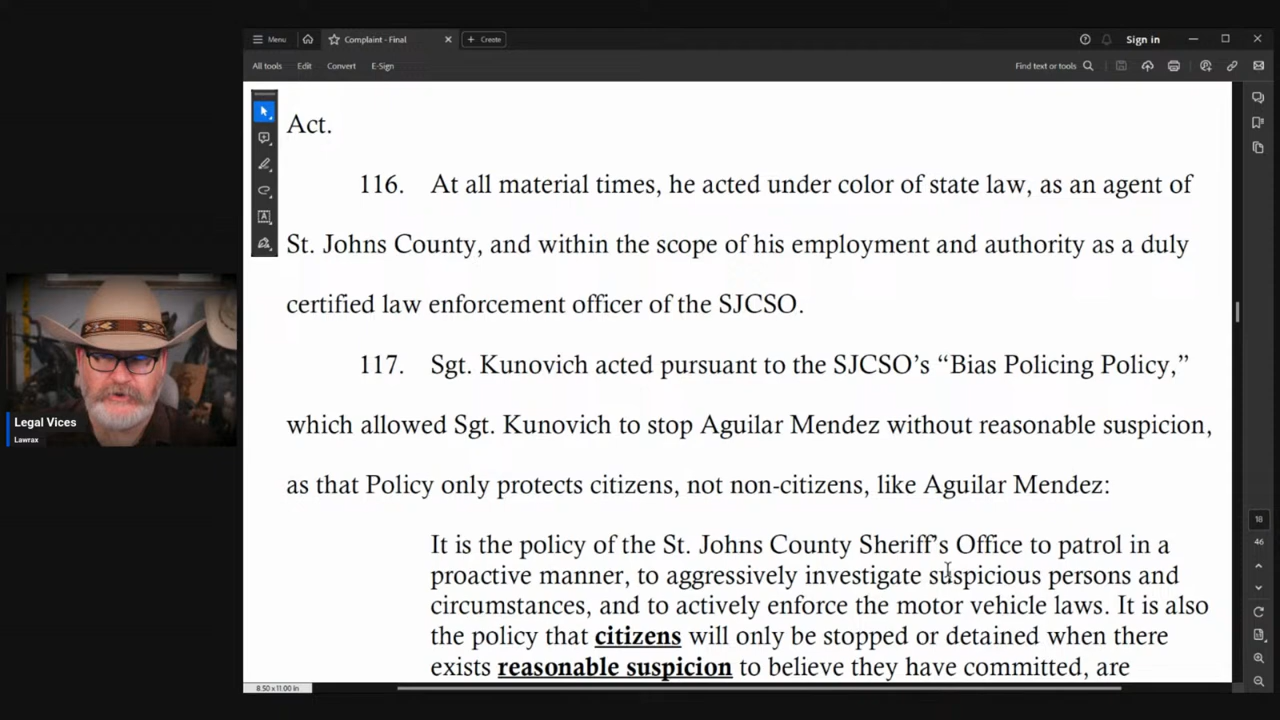 Menu
Complaint - Final
Create
Sign in
All tools
Edit
Convert
E-Sign
Find text or tools
Act.
116. At all material times, he acted under color of state law, as an agent of
St. Johns County, and within the scope of his employment and authority as a duly
certified law enforcement officer of the SJCSO.
117. Sgt. Kunovich acted pursuant to the SJCSO’s “Bias Policing Policy,”
which allowed Sgt. Kunovich to stop Aguilar Mendez without reasonable suspicion,
as that Policy only protects citizens, not non-citizens, like Aguilar Mendez:
It is the policy of the St. Johns County Sheriff’s Office to patrol in a
proactive manner, to aggressively investigate suspicious persons and
circumstances, and to actively enforce the motor vehicle laws. It is also
the policy that citizens will only be stopped or detained when there
exists reasonable suspicion to believe they have committed, are
Legal Vices
Lawrax
18
46
8.50 x 11.00 in